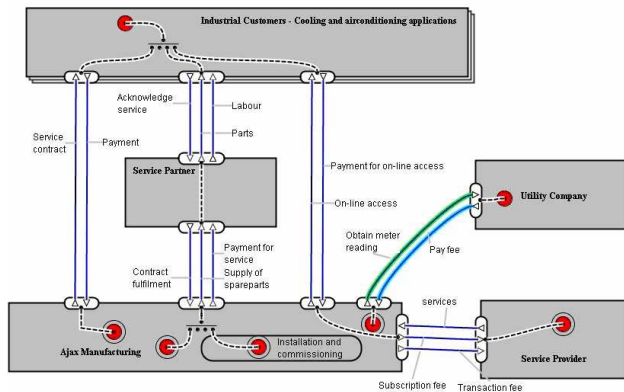 Industrial Customers - Cooling and airconditioning applications
Acknowledge
service
Labour
Service
contract
Payment
Parts
Payment for on-line access
Service Partner
On-line access
Utility Company
Obtain meter
reading
Pay fee
Payment for
service
Contract
fulfilment
Supply of
spareparts
services
Installation and
commissioning
Ajax Manufacturing
Service Provider
Subscription fee
Transaction fee